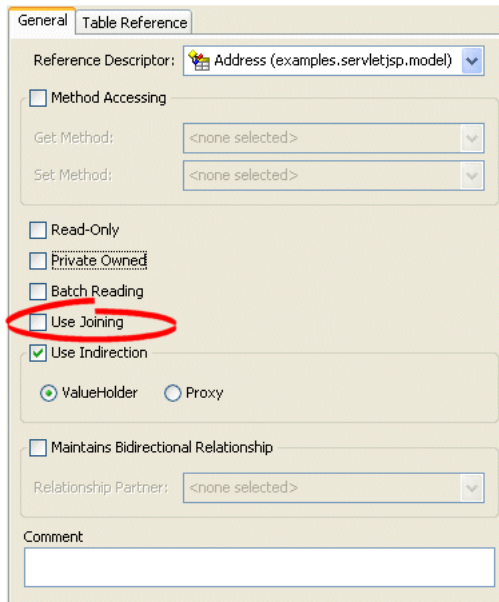 General Table Reference
Reference Descriptor: Address (examples.servletjsp.model)
Method Accessing
Get Method: <none selected>
Set Method: <none selected>
Read-Only
Private Owned
Batch Reading
Use Joining
Use Indirection
ValueHolder Proxy
Maintains Bidirectional Relationship
Relationship Partner: <none selected>
Comment